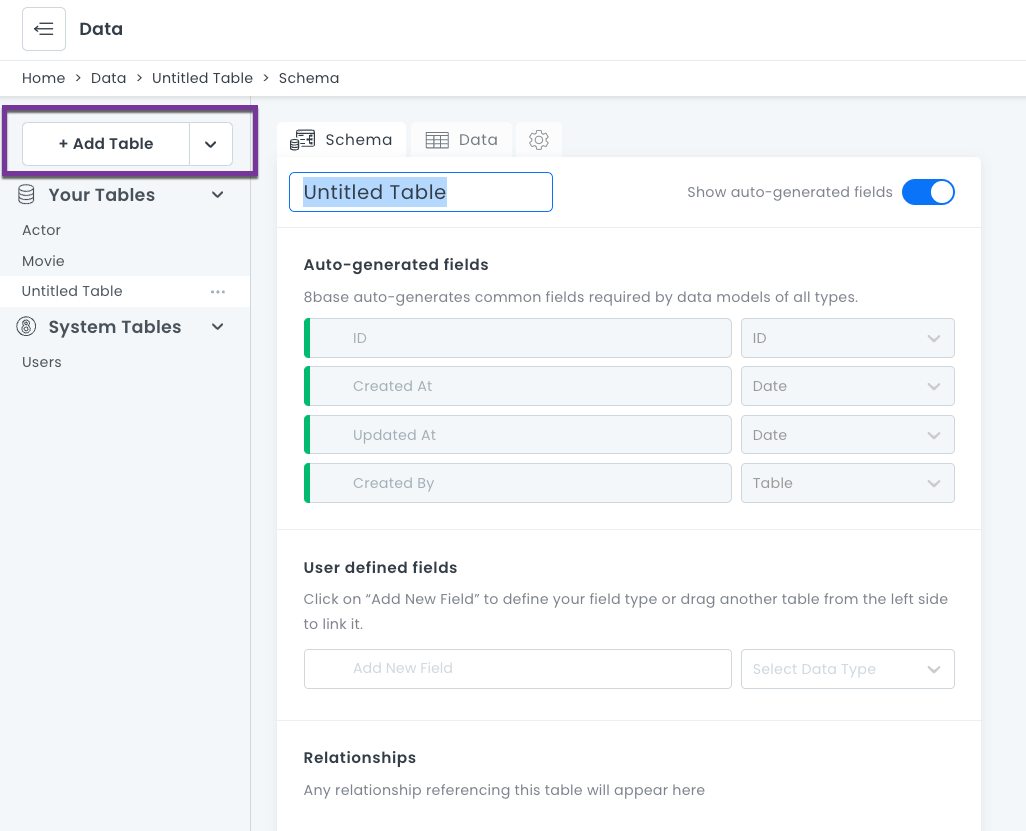 Data
Home > Data > Untitled Table > Schema
+ Add Table
Your Tables
Actor
Movie
Untitled Table
System Tables
Users
Schema
Data
Untitled Table
Show auto-generated fields
Auto-generated fields
8base auto-generates common fields required by data models of all types.
ID
ID
Created At
Date
Updated At
Date
Created By
Table
User defined fields
Click on “Add New Field” to define your field type or drag another table from the left side
to link it.
Add New Field
Select Data Type
Relationships
Any relationship referencing this table will appear here